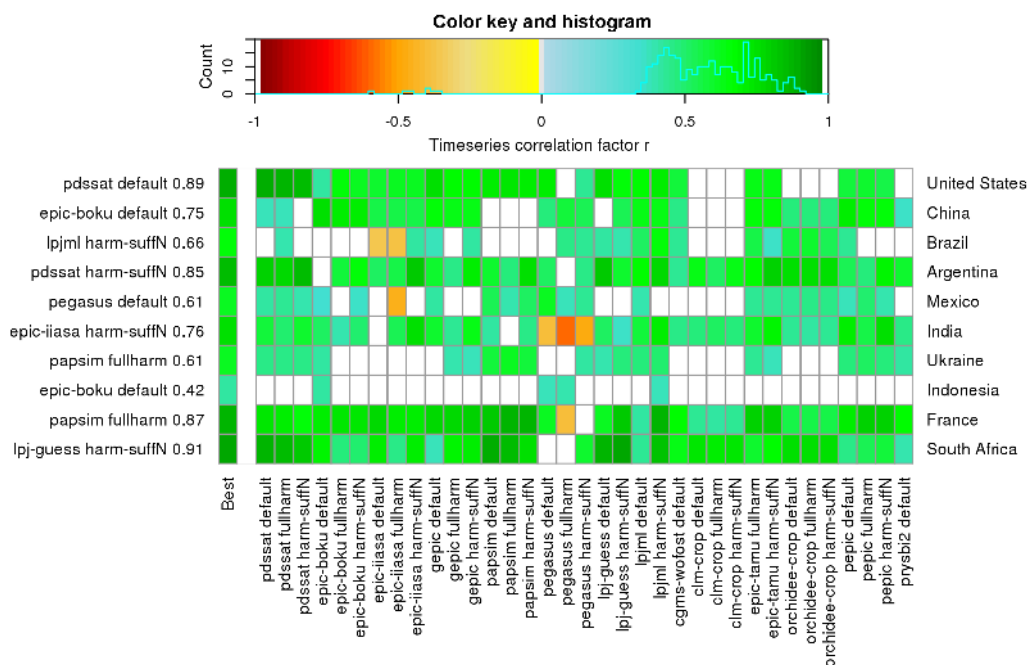 Color key and histogram
Count
0 10
-1 -0.5 0 0.5 1
Timeseries correlation factor r
pdssat default 0.89 United States
epic-boku default 0.75 China
lpjml harm-suffN 0.66 Brazil
pdssat harm-suffN 0.85 Argentina
pegasus default 0.61 Mexico
epic-iiasa harm-suffN 0.76 India
papsim fullharm 0.61 Ukraine
epic-boku default 0.42 Indonesia
papsim fullharm 0.87 France
lpj-guess harm-suffN 0.91 South Africa
Best
pdssat default
pdssat fullharm
pdssat harm-suffN
epic-boku default
epic-boku fullharm
epic-boku harm-suffN
epic-iiasa default
epic-iiasa fullharm
epic-iiasa harm-suffN
gepic default
gepic fullharm
gepic harm-suffN
papsim default
papsim fullharm
papsim harm-suffN
pegasus default
pegasus fullharm
pegasus harm-suffN
lpj-guess default
lpj-guess harm-suffN
lpjml default
lpjml harm-suffN
cgms-wofost default
clm-crop default
clm-crop fullharm
clm-crop harm-suffN
epic-tamu fullharm
epic-tamu harm-suffN
orchidee-crop default
orchidee-crop fullharm
orchidee-crop harm-suffN
pepic default
pepic fullharm
pepic harm-suffN
prysbi2 default